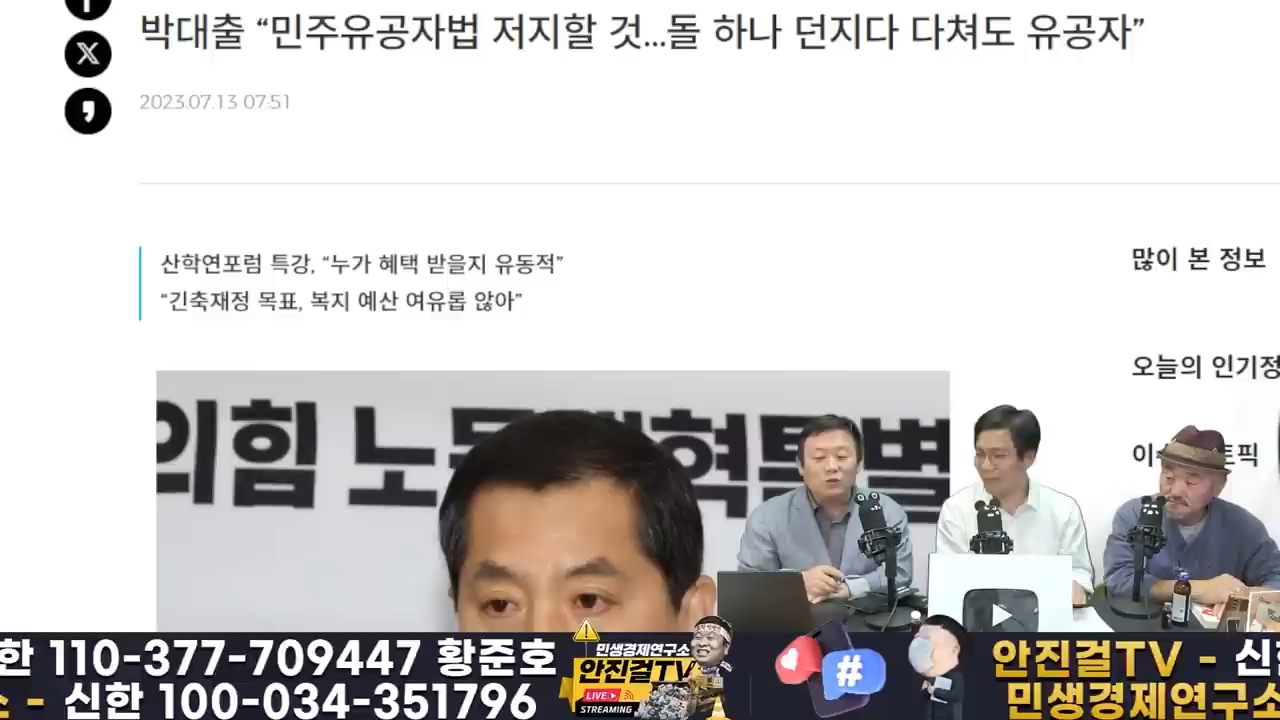 박대출 “민주유공자법 저지할 것...돌 하나 던지다 다쳐도 유공자”
2023.07.13 07:51
산학연포럼 특강, “누가 혜택 받을지 유동적”
“긴축재정 목표, 복지 예산 여유롭 않아”
많이 본 정보
오늘의 인기정
의힘
한 110-377-709447 황준호
- 신한 100-034-351796
민생경제연구소
안진걸TV
LIVE
STREAMING
#
안진걸TV - 신한
민생경제연구소